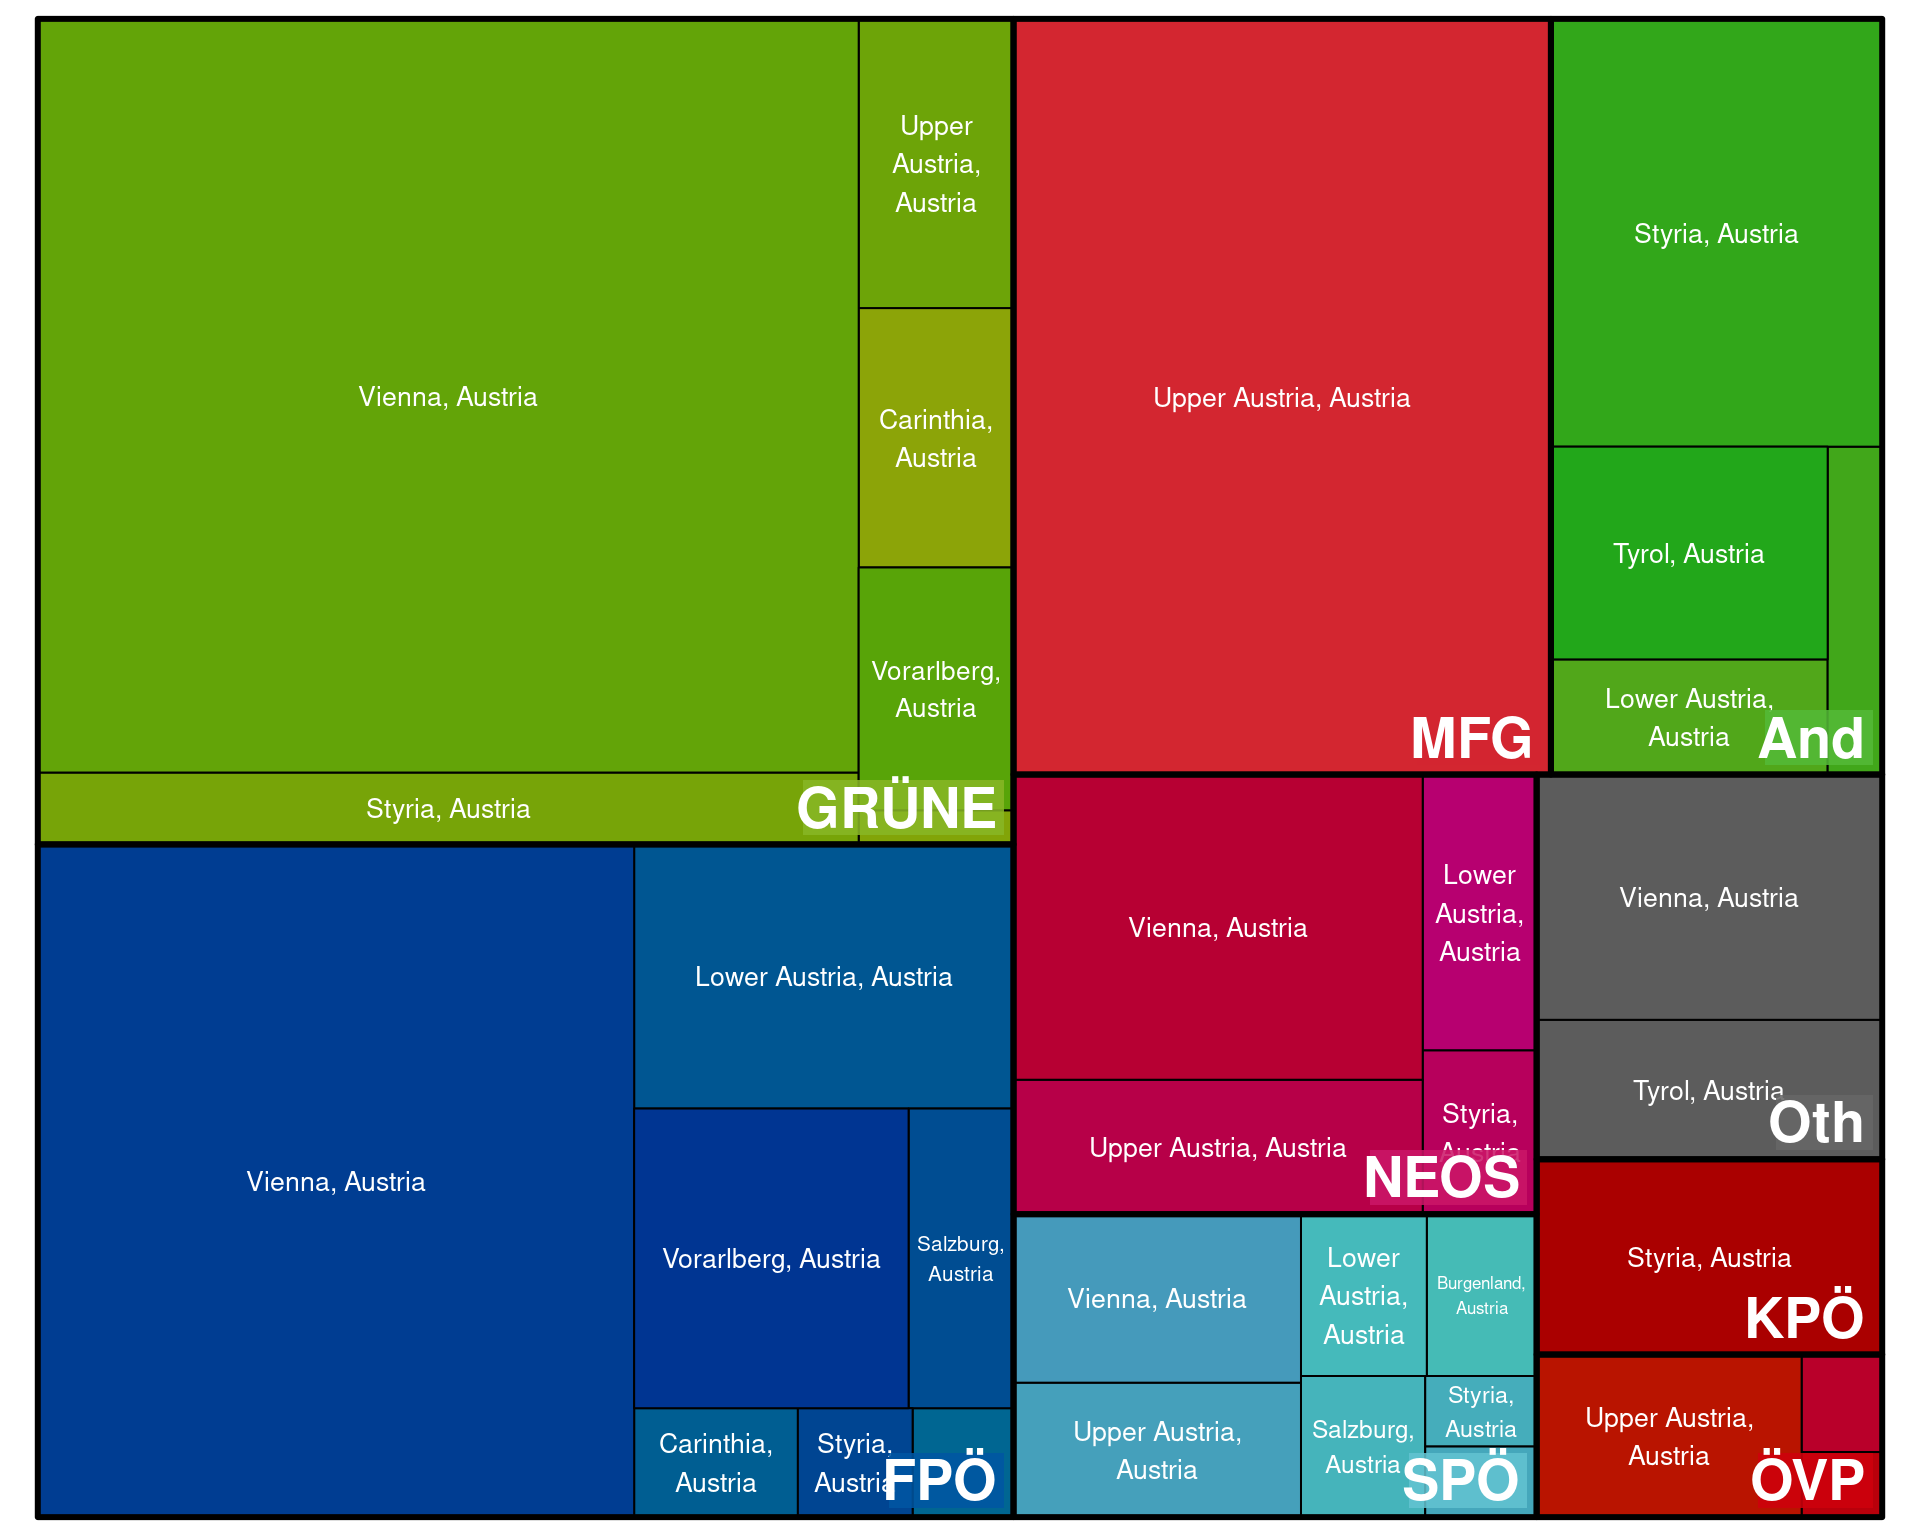 Vienna, Austria
Upper
Austria,
Austria
Carinthia,
Austria
Vorarlberg,
Austria
Styria, Austria
GRÜNE
Vienna, Austria
Lower Austria, Austria
Vorarlberg, Austria
Salzburg,
Austria
Carinthia,
Austria
Styria,
Austria
FPÖ
Upper Austria, Austria
MFG
Styria, Austria
Tyrol, Austria
Lower Austria,
Austria
And
Vienna, Austria
Lower
Austria,
Austria
Upper Austria, Austria
Styria,
Austria
NEOS
Vienna, Austria
Tyrol, Austria
Oth
Vienna, Austria
Lower
Austria,
Austria
Burgenland,
Austria
Upper Austria,
Austria
Salzburg,
Austria
Styria,
Austria
SPÖ
Styria, Austria
KPÖ
Upper Austria,
Austria
ÖVP